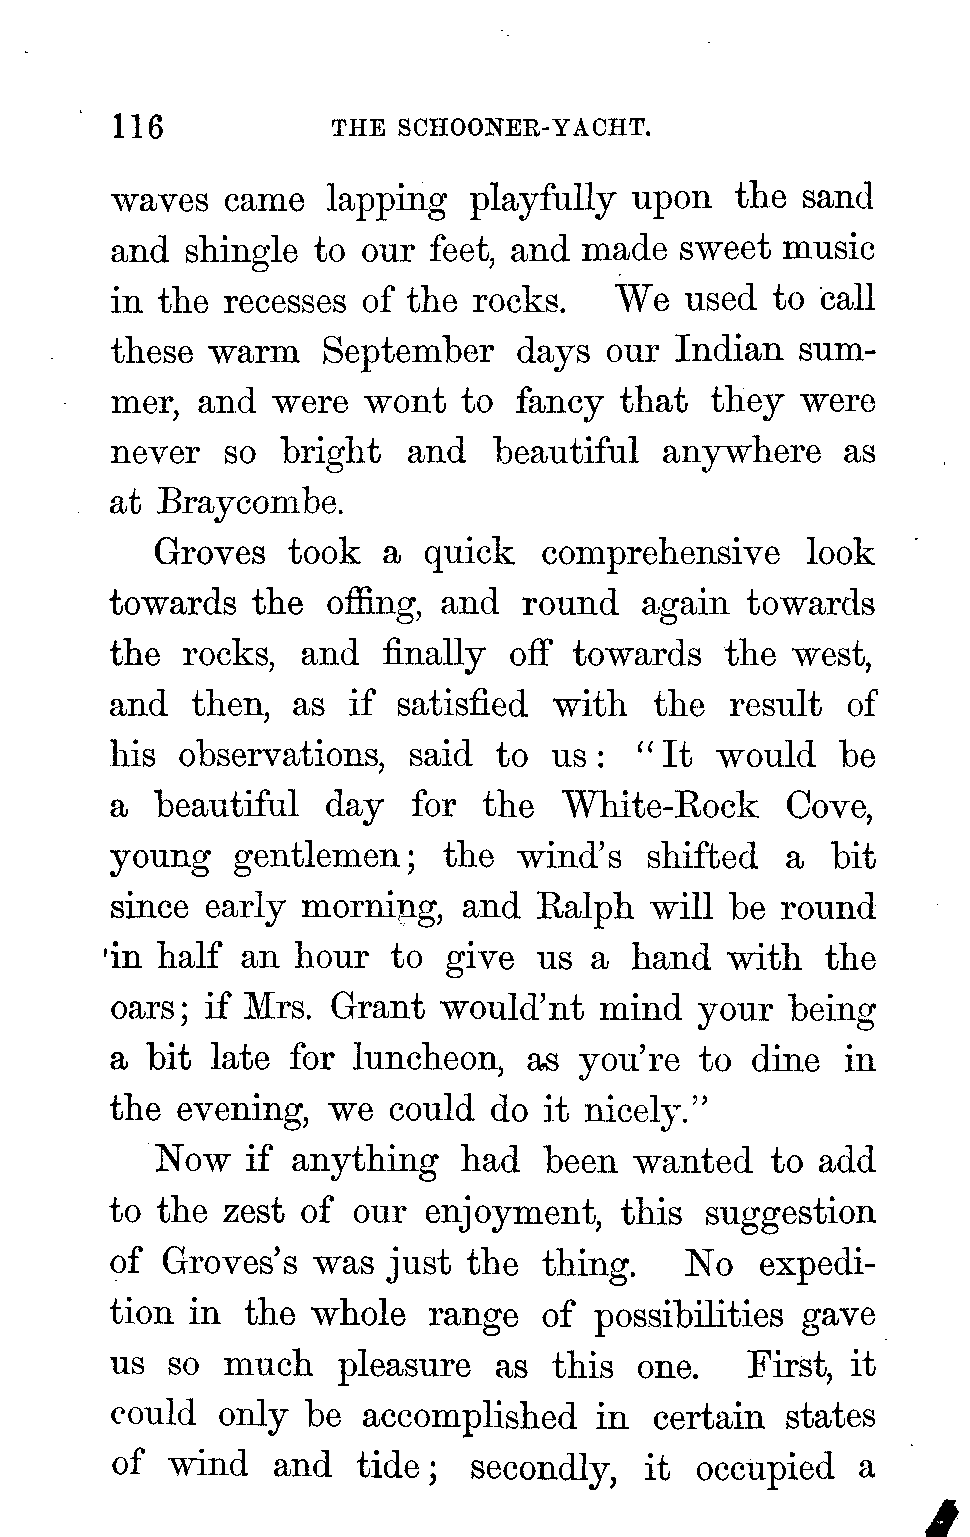 116 THE SCHOONER-YACHT.
waves came lapping playfully upon the sand
and shingle to our feet, and made sweet music
in the recesses of the rocks. We used to call
these warm September days our Indian sum-
mer, and were wont to fancy that they were
never so bright and beautiful anywhere as
at Braycombe.
Groves took a quick comprehensive look
towards the offing, and round again towards
the rocks, and finally off towards the west,
and then, as if satisfied with the result of
his observations, said to us: “It would be
a beautiful day for the White-Rock Cove,
young gentlemen; the wind's shifted a bit
since early morning, and Ralph will be round
in half an hour to give us a hand with the
oars; if Mrs. Grant would'nt mind your being
a bit late for luncheon, as you're to dine in
the evening, we could do it nicely.”
Now if anything had been wanted to add
to the zest of our enjoyment, this suggestion
of Groves's was just the thing. No expedi-
tion in the whole range of possibilities gave
us so much pleasure as this one. First, it
could only be accomplished in certain states
of wind and tide; secondly, it occupied a